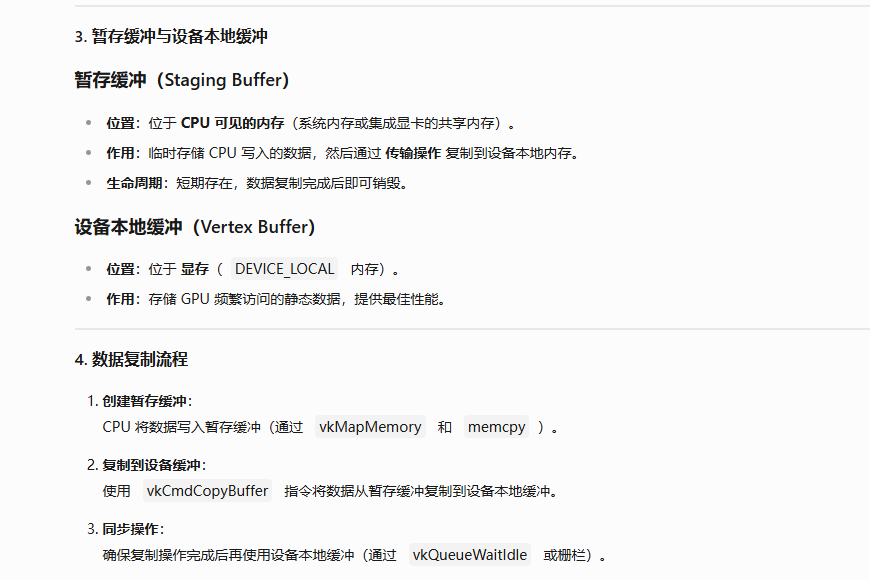 3. 暂存缓冲与设备本地缓冲
暂存缓冲（Staging Buffer）
位置：位于 CPU 可见的内存（系统内存或集成显卡的共享内存）。
作用：临时存储 CPU 写入的数据，然后通过 传输操作 复制到设备本地内存。
生命周期：短期存在，数据复制完成后即可销毁。
设备本地缓冲（Vertex Buffer）
位置：位于 显存（ DEVICE_LOCAL 内存）。
作用：存储 GPU 频繁访问的静态数据，提供最佳性能。
4. 数据复制流程
1. 创建暂存缓冲：
CPU 将数据写入暂存缓冲（通过 vkMapMemory 和 memcpy ）。
2. 复制到设备缓冲：
使用 vkCmdCopyBuffer 指令将数据从暂存缓冲复制到设备本地缓冲。
3. 同步操作：
确保复制操作完成后再使用设备本地缓冲（通过 vkQueueWaitIdle 或栅栏）。